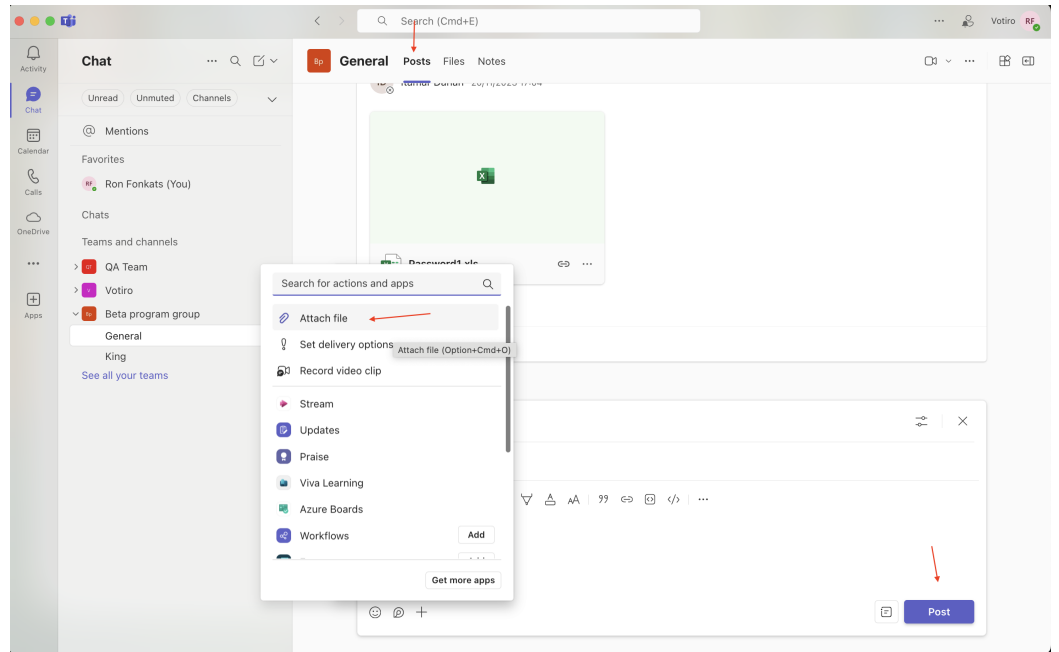 Search (Cmd+E)
Votiro RF
Activity
Chat
Calendar
Calls
OneDrive
Apps
Chat
Unread Unmuted Channels
@ Mentions
Favorites
RF Ron Fonkats (You)
Chats
Teams and channels
QT QA Team
V Votiro
Bp Beta program group
General
King
See all your teams
Bp General Posts Files Notes
Password1.xls
Search for actions and apps
Attach file
Set delivery options
Attach file (Option+Cmd+O)
Record video clip
Stream
Updates
Praise
Viva Learning
Azure Boards
Workflows Add
Get more apps
Post